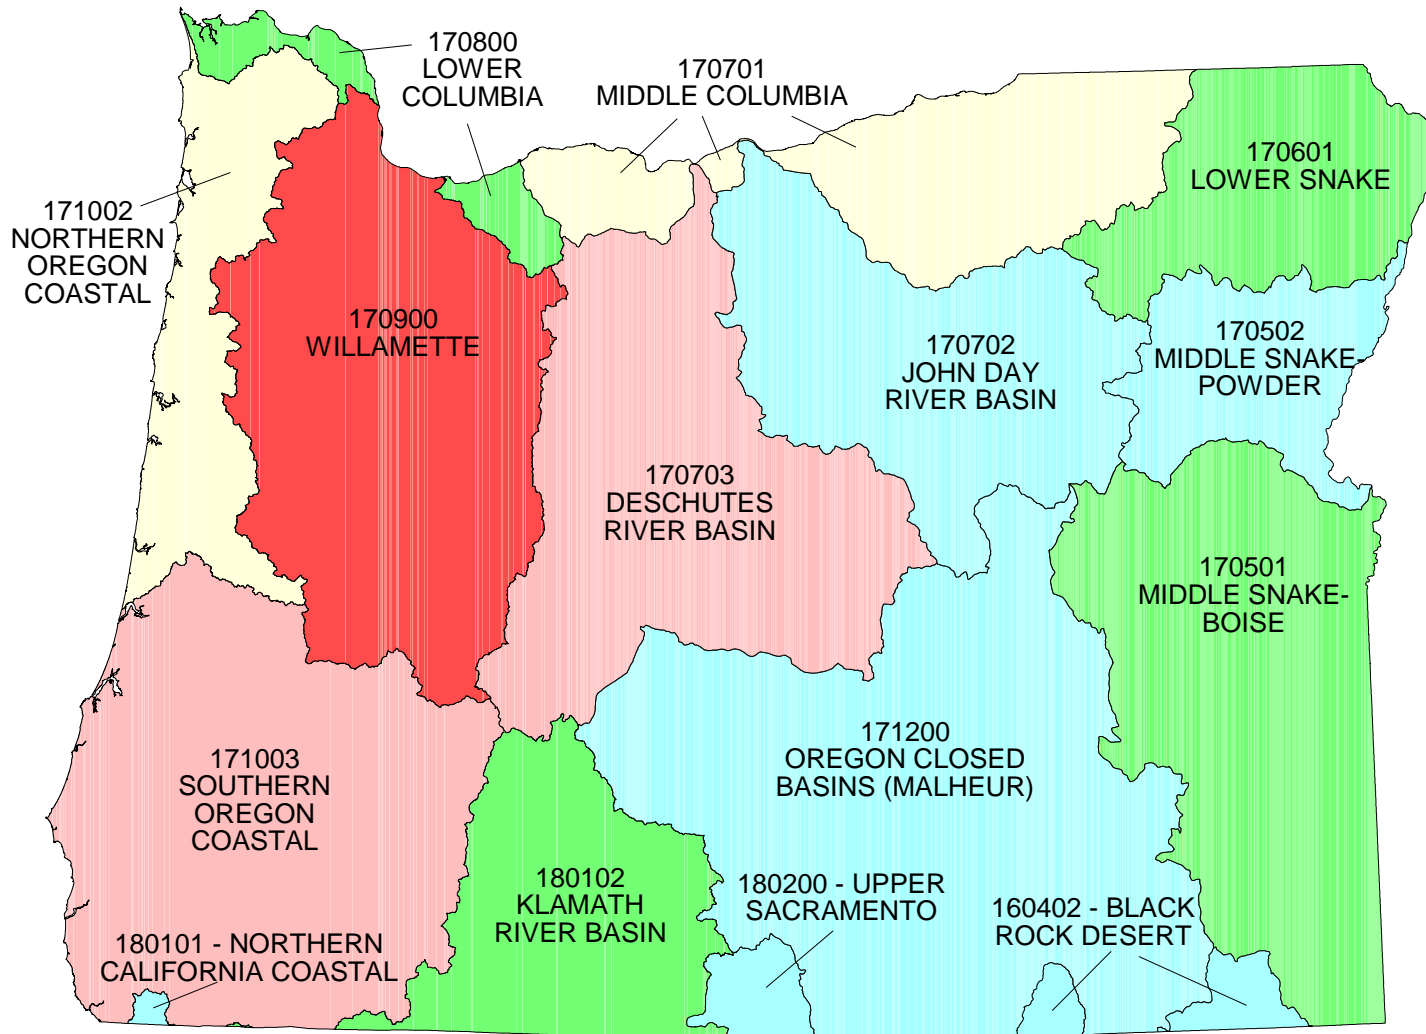 170800
LOWER
COLUMBIA
170701
MIDDLE COLUMBIA
170601
LOWER SNAKE
171002
NORTHERN
OREGON
COASTAL
170900
WILLAMETTE
170702
JOHN DAY
RIVER BASIN
170502
MIDDLE SNAKE-
POWDER
170703
DESCHUTES
RIVER BASIN
170501
MIDDLE SNAKE-
BOISE
171003
SOUTHERN
OREGON
COASTAL
171200
OREGON CLOSED
BASINS (MALHEUR)
180102
KLAMATH
RIVER BASIN
180200 - UPPER
SACRAMENTO
160402 - BLACK
ROCK DESERT
180101 - NORTHERN
CALIFORNIA COASTAL